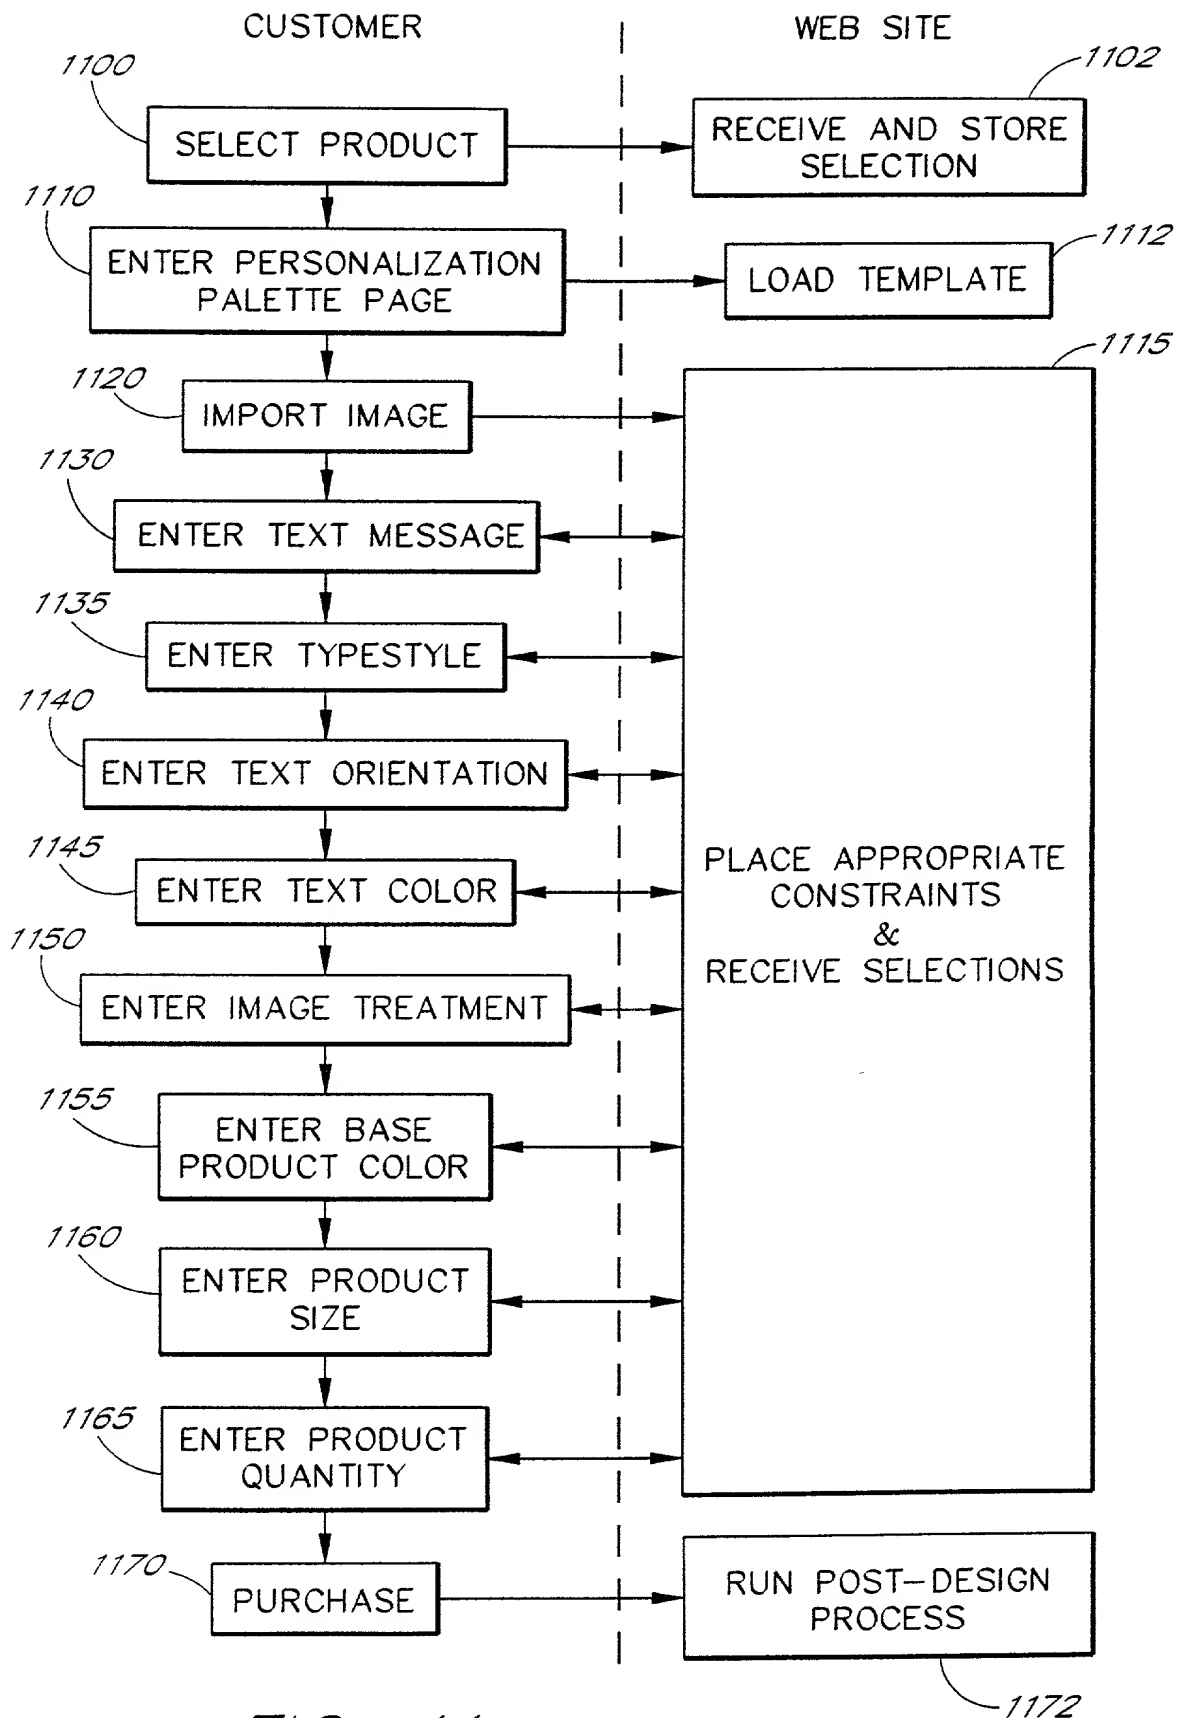 CUSTOMER
WEB SITE
1100
1102
SELECT PRODUCT
RECEIVE AND STORE
SELECTION
1110
1112
ENTER PERSONALIZATION
PALETTE PAGE
LOAD TEMPLATE
1115
1120
IMPORT IMAGE
1130
ENTER TEXT MESSAGE
1135
ENTER TYPESTYLE
1140
ENTER TEXT ORIENTATION
1145
ENTER TEXT COLOR
PLACE APPROPRIATE
CONSTRAINTS
&
RECEIVE SELECTIONS
1150
ENTER IMAGE TREATMENT
1155
ENTER BASE
PRODUCT COLOR
1160
ENTER PRODUCT
SIZE
1165
ENTER PRODUCT
QUANTITY
1170
PURCHASE
RUN POST-DESIGN
PROCESS
1172